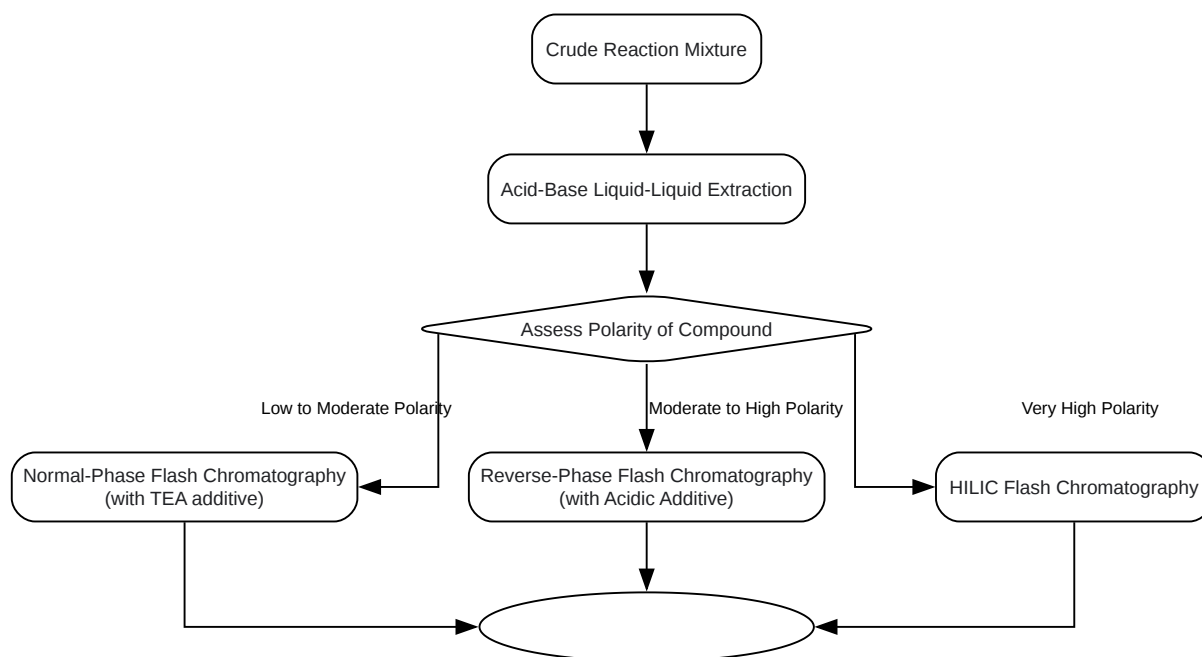 Crude Reaction Mixture
Acid-Base Liquid-Liquid Extraction
Assess Polarity of Compound
Low to Moderate Polarity
Moderate to High Polarity
Very High Polarity
Normal-Phase Flash Chromatography
(with TEA additive)
Reverse-Phase Flash Chromatography
(with Acidic Additive)
HILIC Flash Chromatography